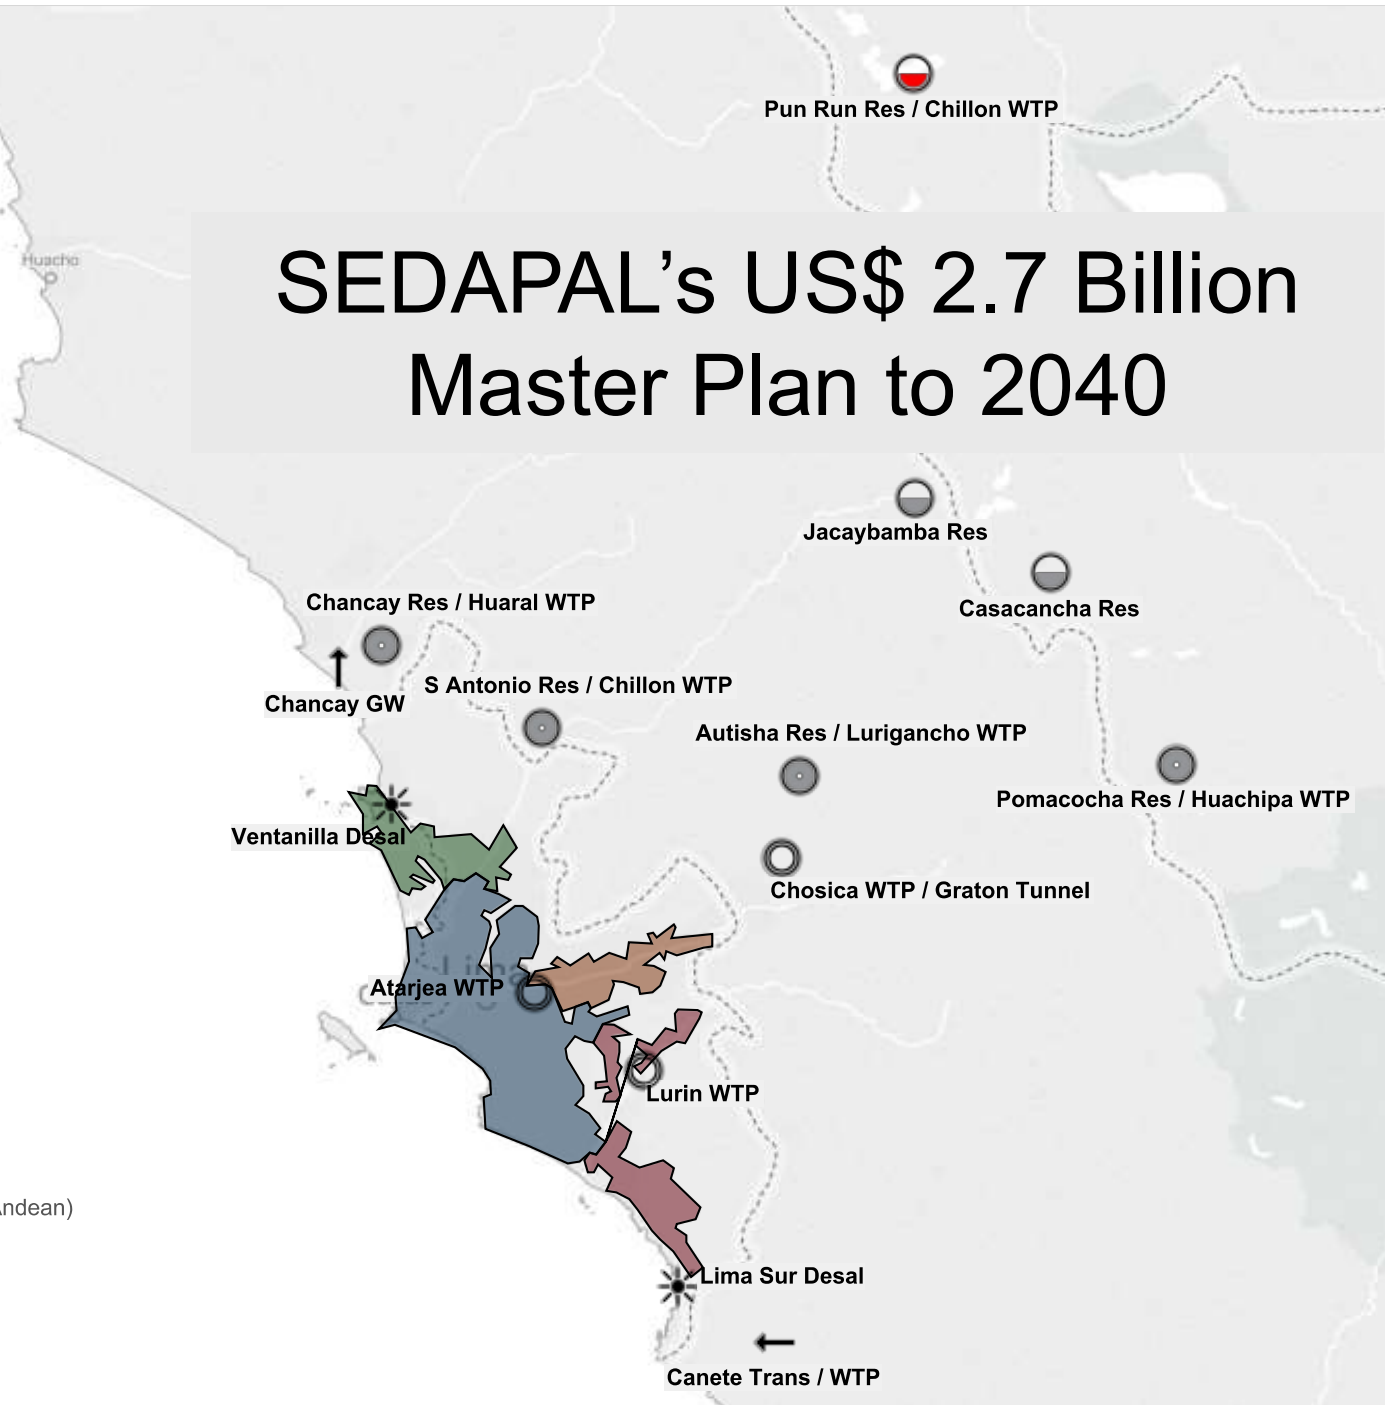 Pun Run Res / Chillon WTP
Huacho
SEDAPAL’s US$ 2.7 Billion
Master Plan to 2040
Jacaybamba Res
Casacancha Res
Chancay Res / Huaral WTP
Chancay GW
S Antonio Res / Chillon WTP
Autisha Res / Lurigancho WTP
Pomacocha Res / Huachipa WTP
Ventanilla Desal
Chosica WTP / Graton Tunnel
Lima
Atarjea WTP
Lurin WTP
ndean)
Lima Sur Desal
Canete Trans / WTP